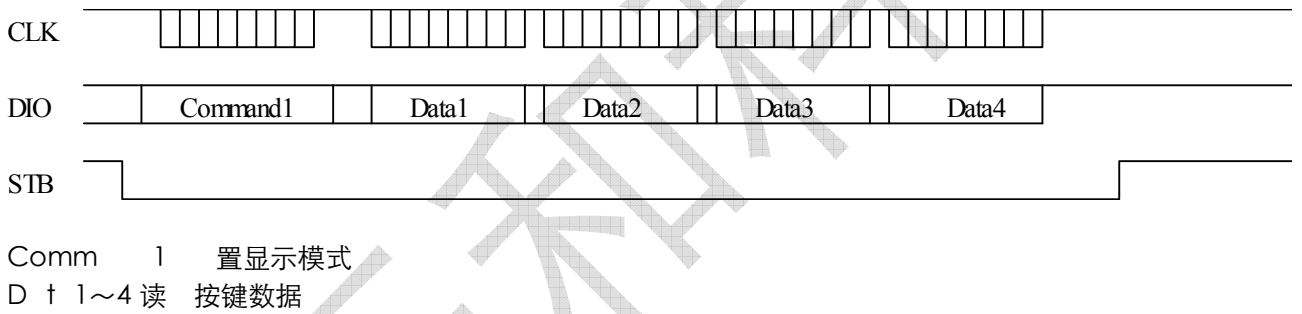 CLK
DIO Command1 Data1 Data2 Data3 Data4
STB
Comm 1 置显示模式
D t 1～4 读 按键数据